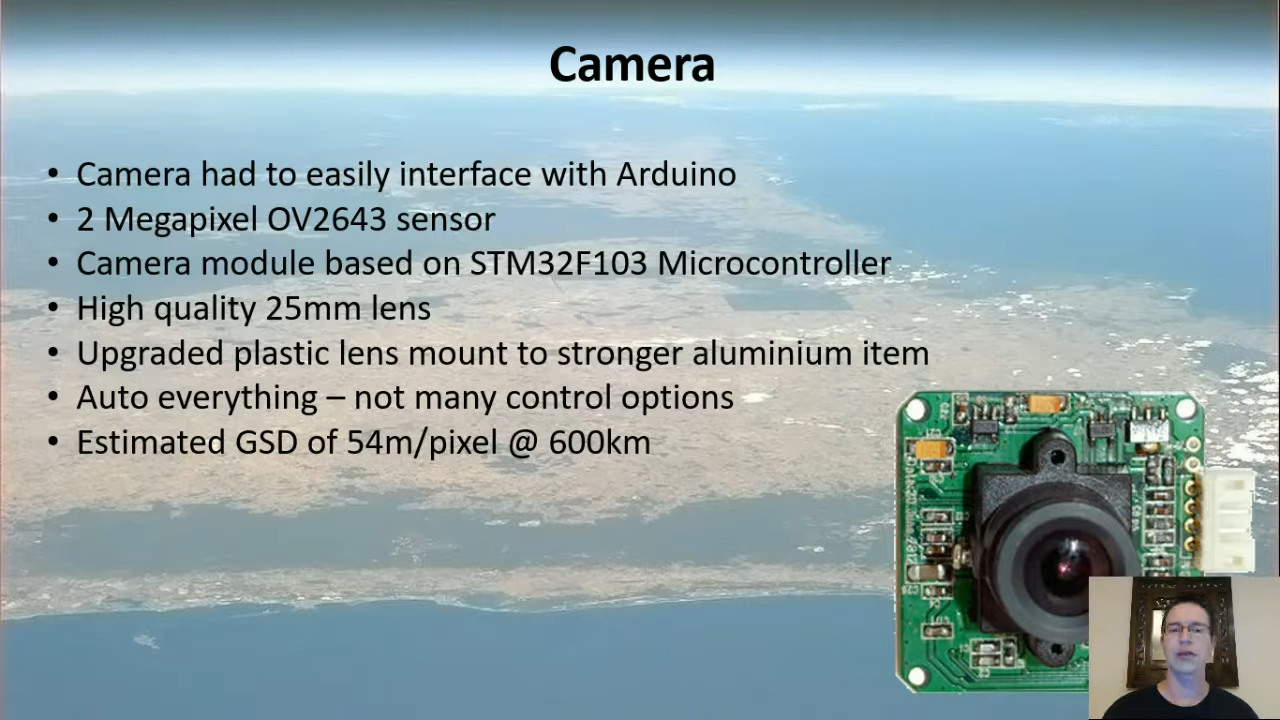 Camera
• Camera had to easily interface with Arduino
• 2 Megapixel OV2643 sensor
• Camera module based on STM32F103 Microcontroller
• High quality 25mm lens
• Upgraded plastic lens mount to stronger aluminium item
• Auto everything – not many control options
• Estimated GSD of 54m/pixel @ 600km